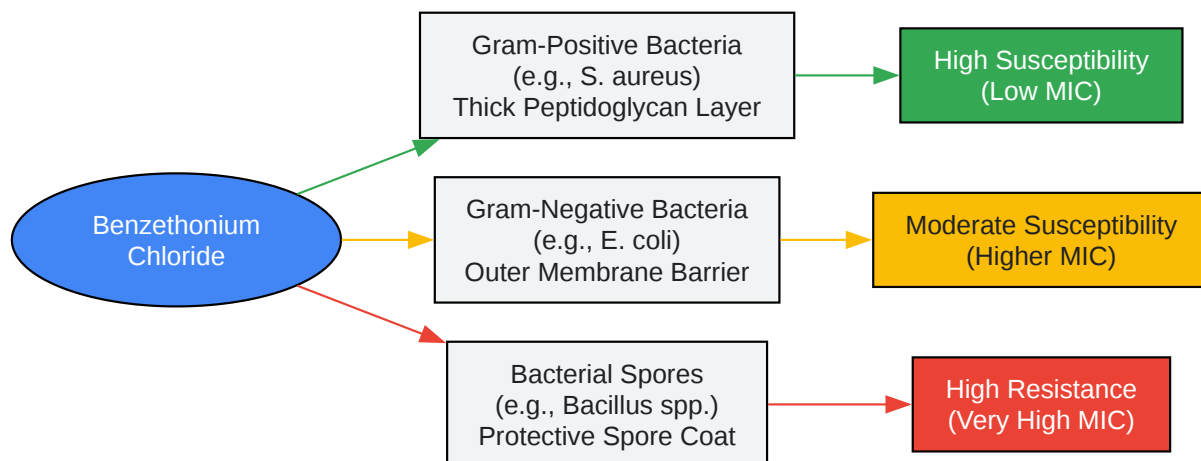 Benzethonium
Chloride
Gram-Positive Bacteria
(e.g., S. aureus)
Thick Peptidoglycan Layer
High Susceptibility
(Low MIC)
Gram-Negative Bacteria
(e.g., E. coli)
Outer Membrane Barrier
Moderate Susceptibility
(Higher MIC)
Bacterial Spores
(e.g., Bacillus spp.)
Protective Spore Coat
High Resistance
(Very High MIC)